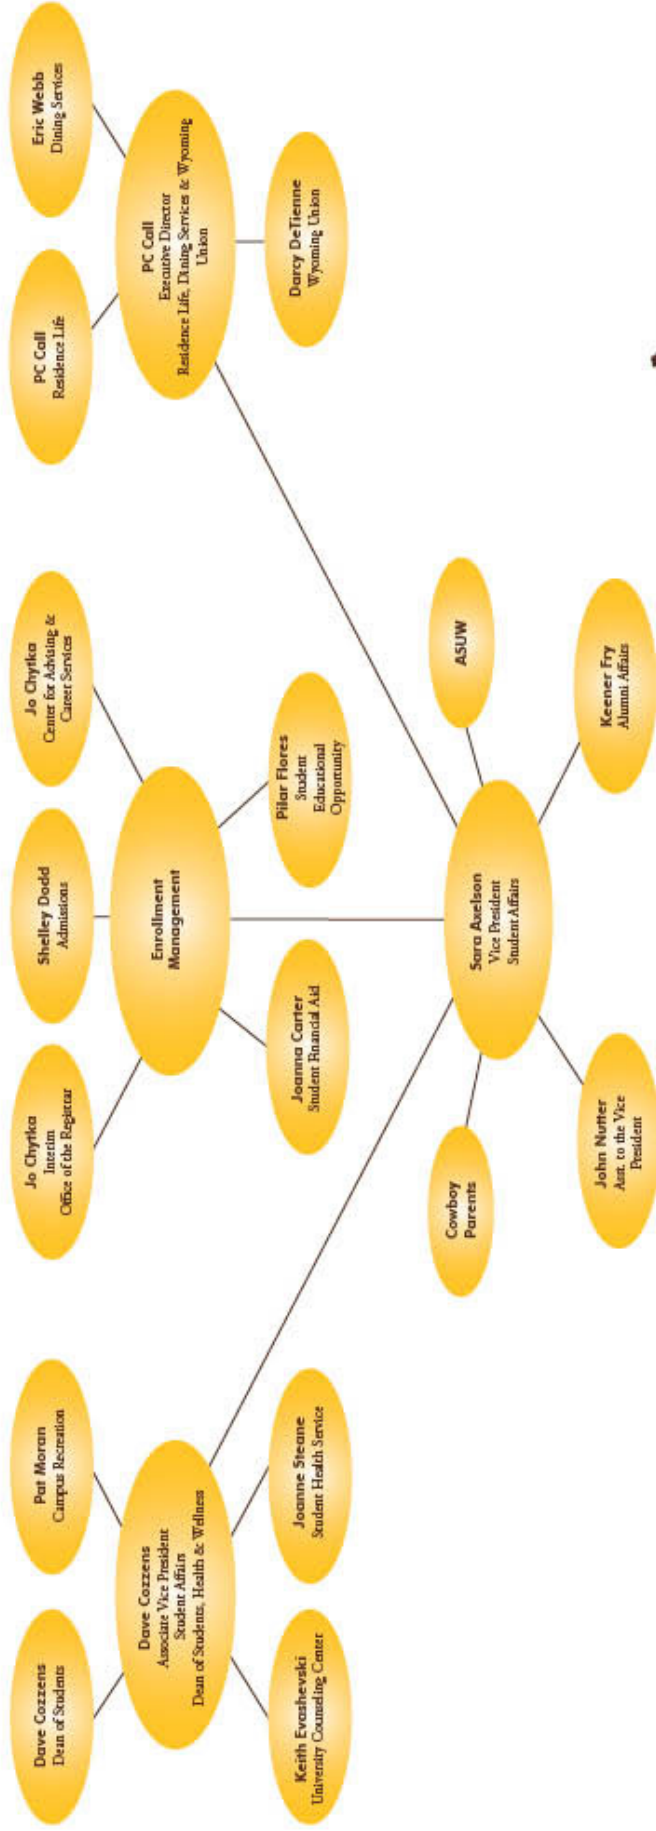 Dave Cozzens
Dean of Students
Pat Moran
Campus Recreation
Dave Cozzens
Associate Vice President
Student Affairs
Dean of Students, Health & Wellness
Keith Evashevski
University Counseling Center
Joanne Steane
Student Health Service
Jo Chytka
Interim
Office of the Registrar
Shelley Dodd
Admissions
Jo Chytka
Center for Advising &
Career Services
Enrollment
Management
Joanna Carter
Student Financial Aid
Pilar Flores
Student
Educational
Opportunity
PC Call
Residence Life
Eric Webb
Dining Services
PC Call
Executive Director
Residence Life, Dining Services & Wyoming
Union
Darcy DeTienne
Wyoming Union
Cowboy
Parents
ASUW
Sara Axelson
Vice President
Student Affairs
John Nutter
Asst. to the Vice
President
Keener Fry
Alumni Affairs